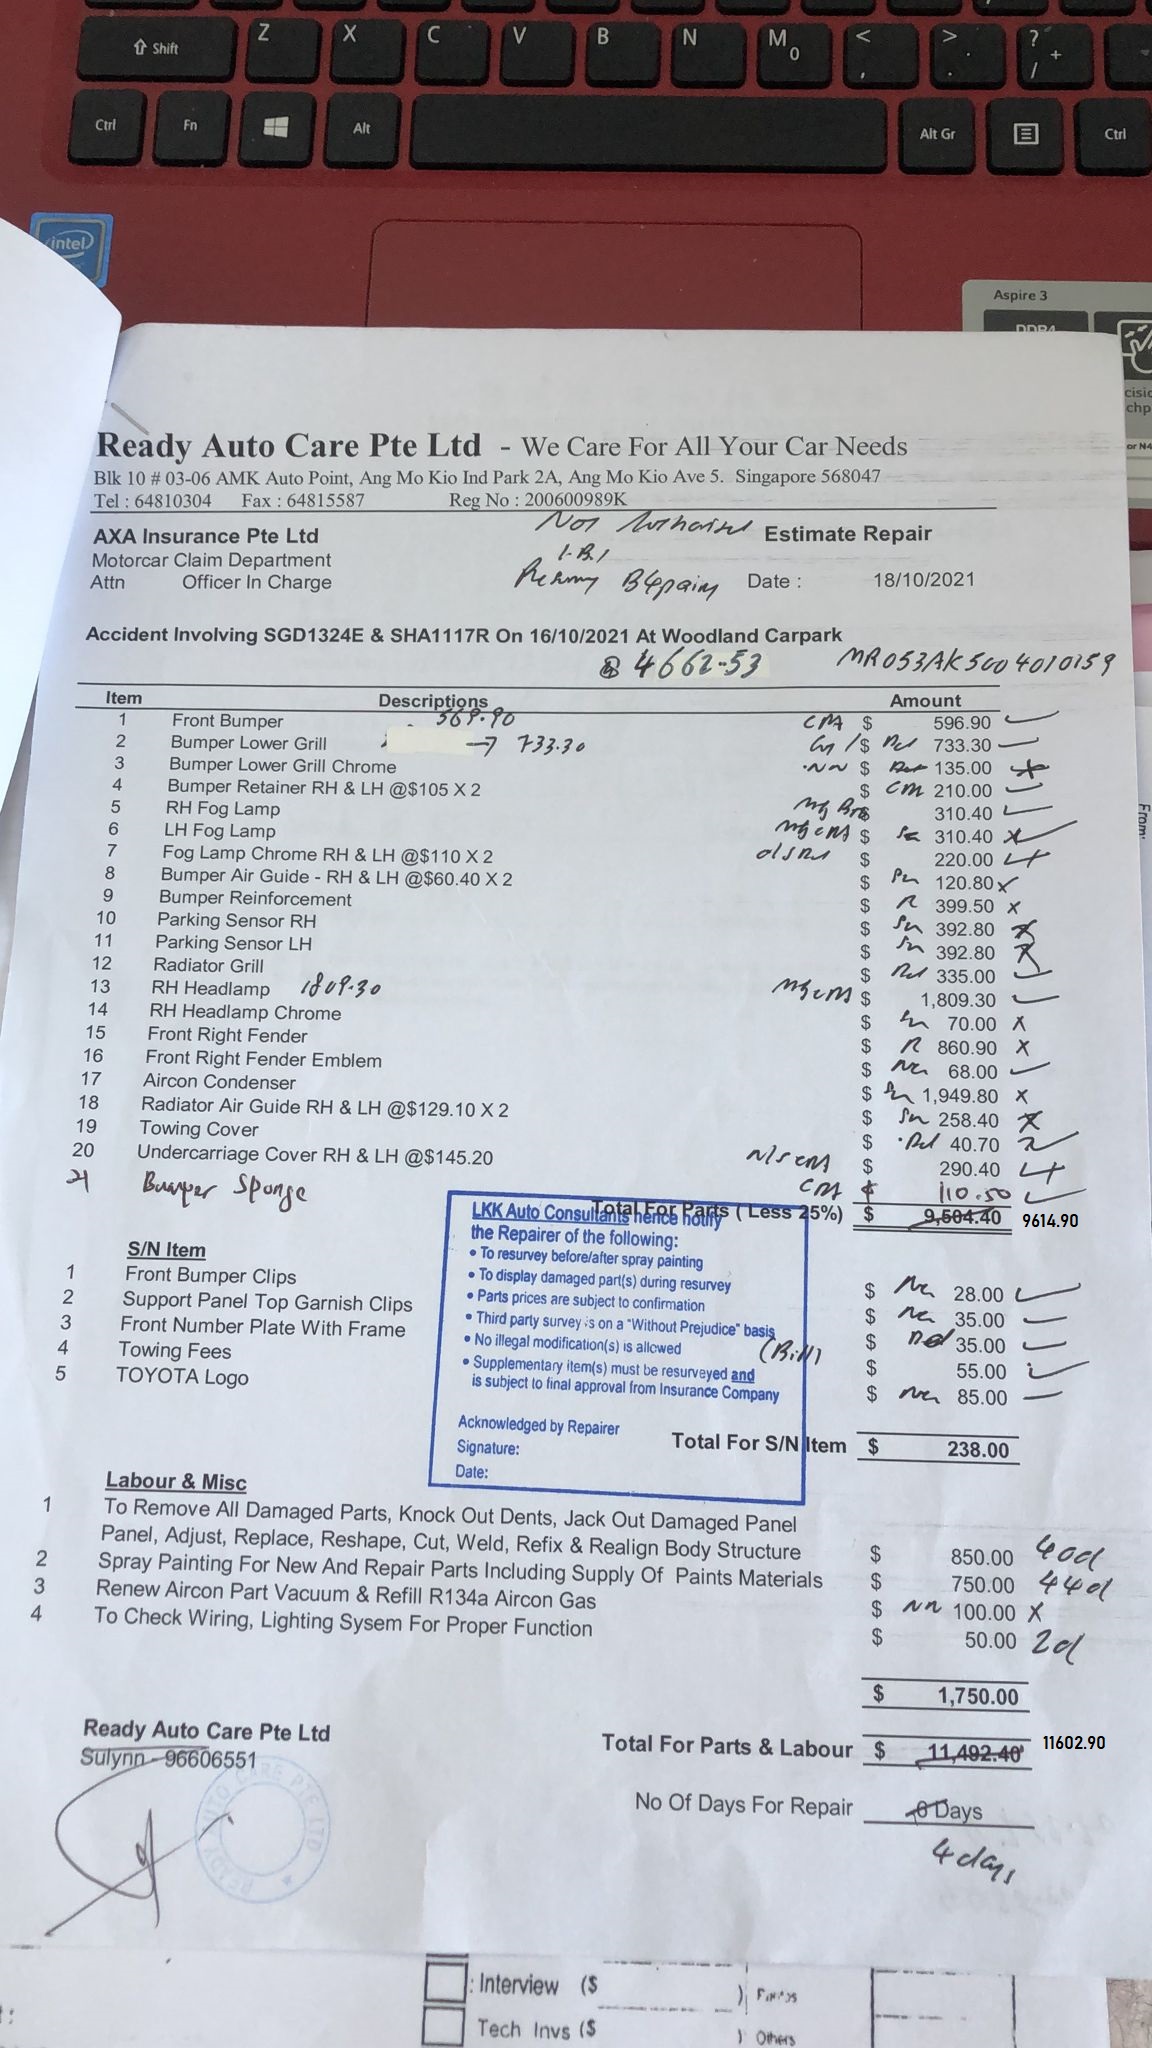 Shift Z X C V B N M 0 < , > . ? / +
Ctrl Fn Alt Alt Gr Ctrl
intel
Aspire 3
DDR4
Ready Auto Care Pte Ltd - We Care For All Your Car Needs
Blk 10 # 03-06 AMK Auto Point, Ang Mo Kio Ind Park 2A, Ang Mo Kio Ave 5. Singapore 568047
Tel : 64810304 Fax : 64815587 Reg No : 200600989K
Not Authorised
AXA Insurance Pte Ltd Estimate Repair
Motorcar Claim Department
Attn Officer In Charge Date : 18/10/2021
Accident Involving SGD1324E & SHA1117R On 16/10/2021 At Woodland Carpark
4662-53 MR053AK5004010159
Item Descriptions Amount
569.90
1 Front Bumper $ 596.90
2 Bumper Lower Grill → 733.30 $ 733.30
3 Bumper Lower Grill Chrome $ 135.00
4 Bumper Retainer RH & LH @$105 X 2 $ 210.00
5 RH Fog Lamp 310.40
6 LH Fog Lamp $ 310.40
7 Fog Lamp Chrome RH & LH @$110 X 2 $ 220.00
8 Bumper Air Guide - RH & LH @$60.40 X 2 $ 120.80 x
9 Bumper Reinforcement $ R 399.50 x
10 Parking Sensor RH $ 392.80 x
11 Parking Sensor LH $ 392.80 x
12 Radiator Grill $ 335.00
13 RH Headlamp 1809.30 $ 1,809.30
14 RH Headlamp Chrome $ 70.00 x
15 Front Right Fender $ R 860.90 x
16 Front Right Fender Emblem $ 68.00
17 Aircon Condenser $ 1,949.80 x
18 Radiator Air Guide RH & LH @$129.10 X 2 $ 258.40 x
19 Towing Cover $ 40.70
20 Undercarriage Cover RH & LH @$145.20 $ 290.40
21 Bumper Sponge $ 110.50
Total For Parts ( Less 25%) $ 9,504.40 9614.90
LKK Auto Consultants hence notify
the Repairer of the following:
• To resurvey before/after spray painting
• To display damaged part(s) during resurvey
• Parts prices are subject to confirmation
• Third party survey is on a "Without Prejudice" basis
• No illegal modification(s) is allowed
• Supplementary item(s) must be resurveyed and
is subject to final approval from Insurance Company
Acknowledged by Repairer
Signature:
Date:
S/N Item
1 Front Bumper Clips $ 28.00
2 Support Panel Top Garnish Clips $ 35.00
3 Front Number Plate With Frame $ 35.00
4 Towing Fees (Bill) $ 55.00
5 TOYOTA Logo $ 85.00
Total For S/N Item $ 238.00
Labour & Misc
1 To Remove All Damaged Parts, Knock Out Dents, Jack Out Damaged Panel
Panel, Adjust, Replace, Reshape, Cut, Weld, Refix & Realign Body Structure $ 850.00 400
2 Spray Painting For New And Repair Parts Including Supply Of Paints Materials $ 750.00 440
3 Renew Aircon Part Vacuum & Refill R134a Aircon Gas $ 100.00 x
4 To Check Wiring, Lighting Sysem For Proper Function $ 50.00 20
$ 1,750.00
Ready Auto Care Pte Ltd
Sulynn - 96606551
Total For Parts & Labour $ 11,492.40 11602.90
No Of Days For Repair Days
4 days
: Interview ($ )
Tech Invs ($ ) Others
From: